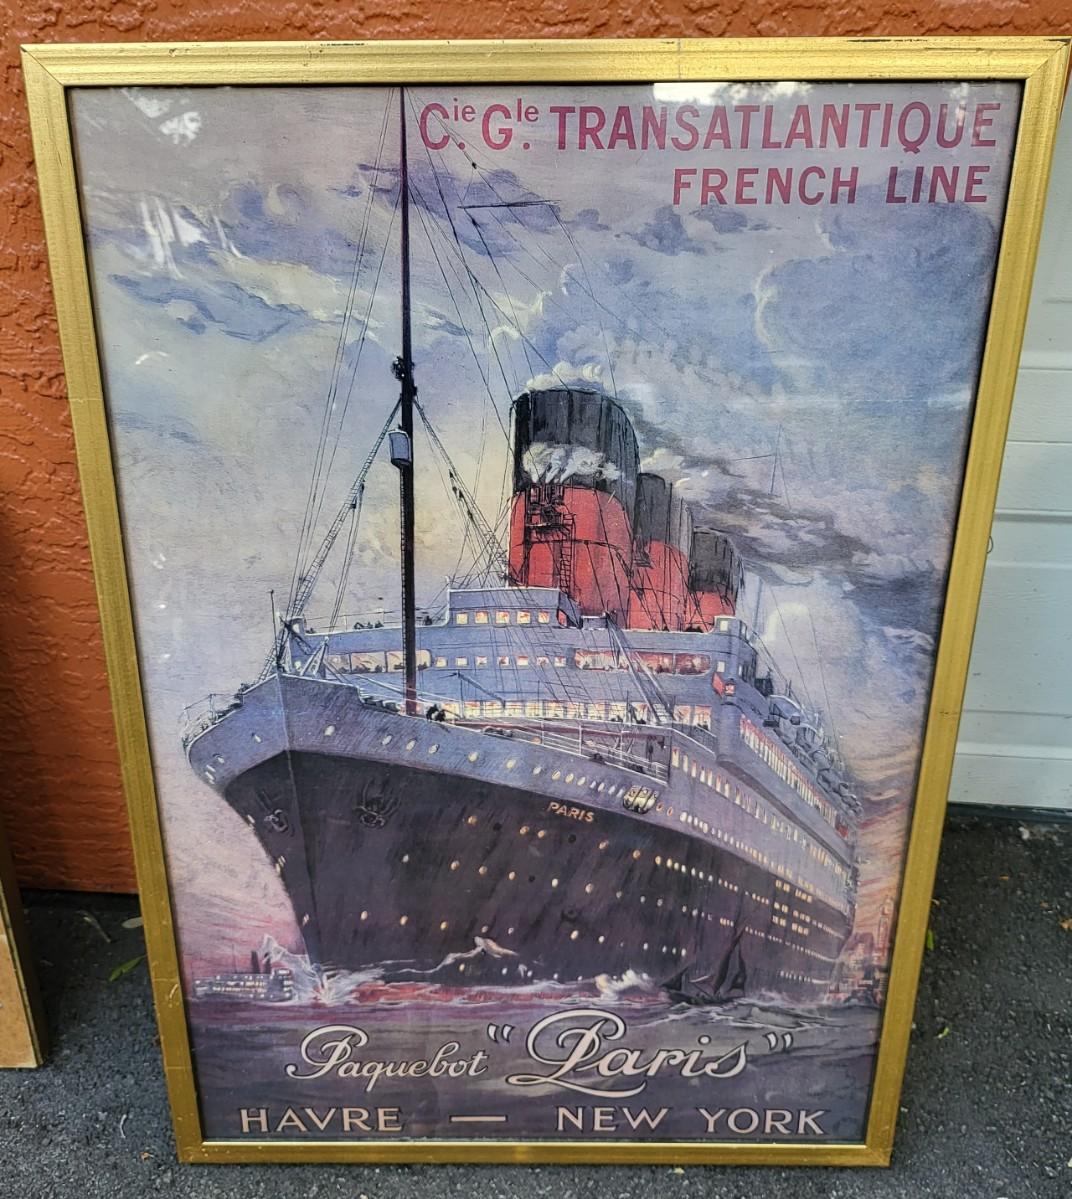 Cie. Gle. TRANSATLANTIQUE
FRENCH LINE
PARIS
Paquebot "Paris"
HAVRE — NEW YORK